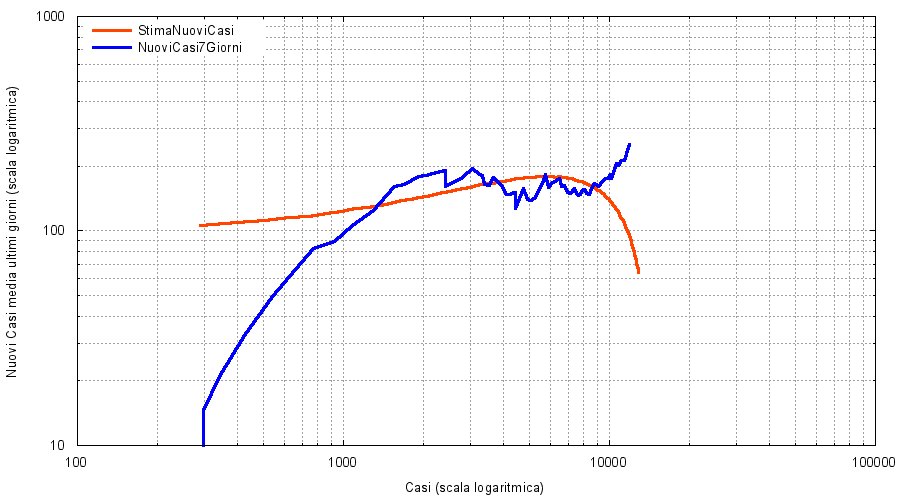 1000
StimaNuoviCasi
NuoviCasi7Giorni
Nuovi Casi media ultimi giorni (scala logaritmica)
100
10
100
1000
10000
100000
Casi (scala logaritmica)